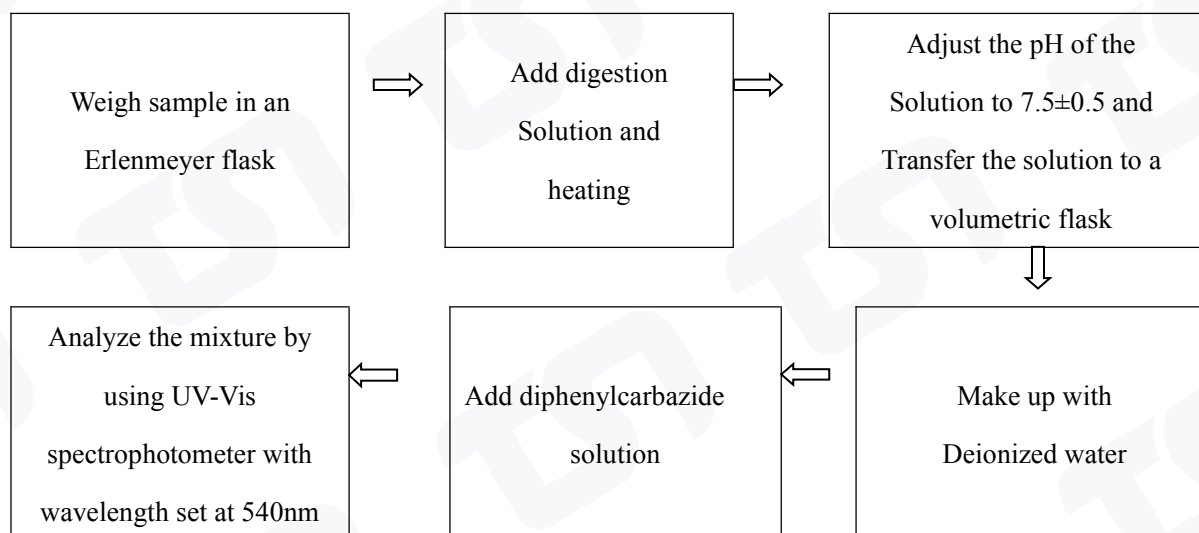 Weigh sample in an
Erlenmeyer flask
Add digestion
Solution and
heating
Adjust the pH of the
Solution to 7.5±0.5 and
Transfer the solution to a
volumetric flask
Make up with
Deionized water
Add diphenylcarbazide
solution
Analyze the mixture by
using UV-Vis
spectrophotometer with
wavelength set at 540nm